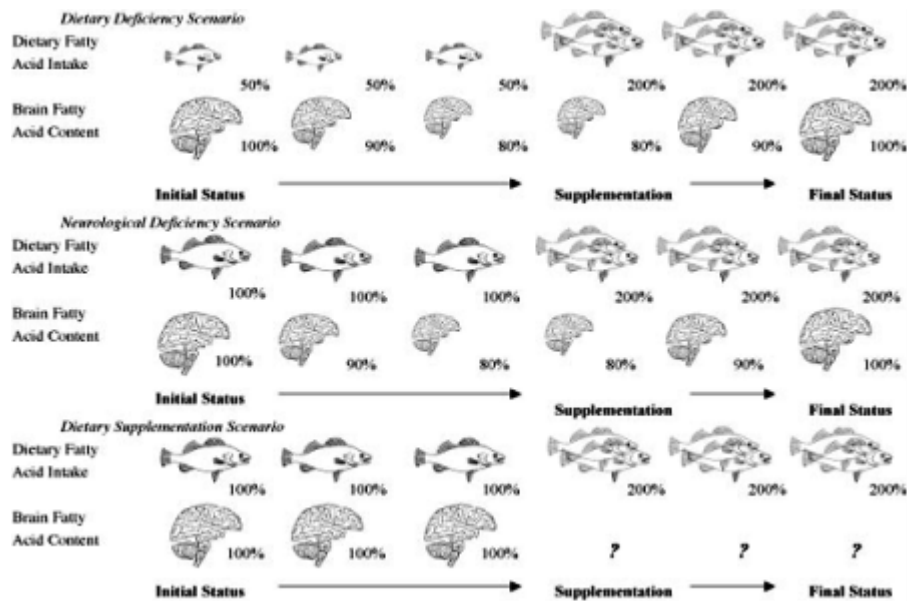 Dietary Deficiency Scenario
Dietary Fatty
Acid Intake
50% 50% 50% 200% 200% 200%
Brain Fatty
Acid Content
100% 90% 80% 80% 90% 100%
Initial Status Supplementation Final Status
Neurological Deficiency Scenario
Dietary Fatty
Acid Intake
100% 100% 100% 200% 200% 200%
Brain Fatty
Acid Content
100% 90% 80% 80% 90% 100%
Initial Status Supplementation Final Status
Dietary Supplementation Scenario
Dietary Fatty
Acid Intake
100% 100% 100% 200% 200% 200%
Brain Fatty
Acid Content
100% 100% 100% ? ? ?
Initial Status Supplementation Final Status